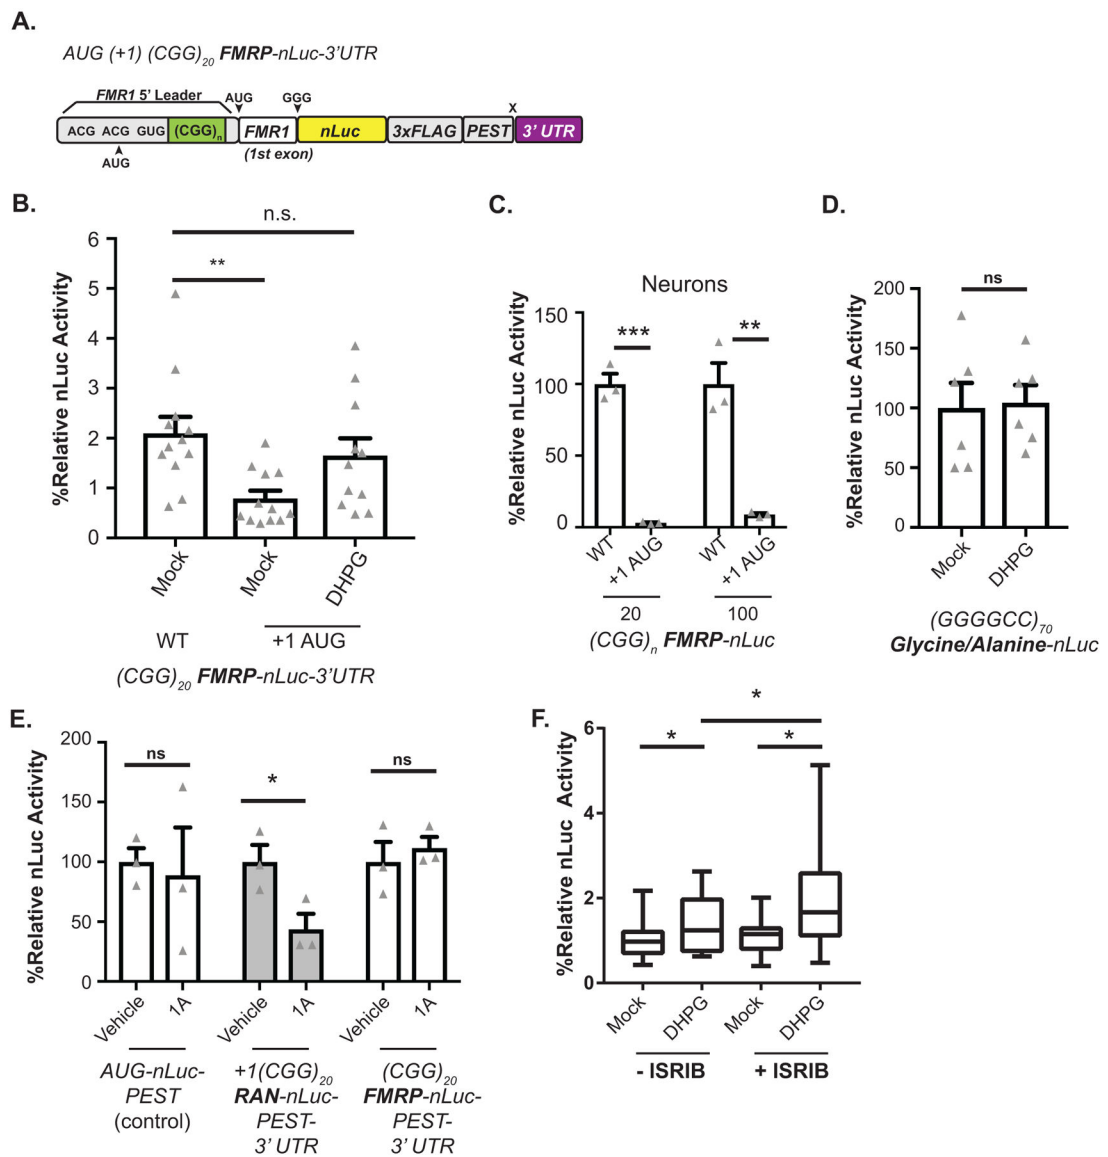 A.
AUG (+1) (CGG)20 FMRP-nLuc-3'UTR
FMR1 5' Leader
AUG
GGG
X
ACG ACG GUG (CGG)n
FMR1
nLuc
3xFLAG
PEST
3' UTR
(1st exon)
AUG
B.
n.s.
**
%Relative nLuc Activity
6
5
4
3
2
1
0
Mock
Mock
DHPG
WT
+1 AUG
(CGG)20 FMRP-nLuc-3'UTR
C.
Neurons
***
**
%Relative nLuc Activity
150
100
50
0
WT
+1 AUG
WT
+1 AUG
20
100
(CGG)n FMRP-nLuc
D.
ns
%Relative nLuc Activity
200
150
100
50
0
Mock
DHPG
(GGGGCC)70
Glycine/Alanine-nLuc
E.
ns
*
ns
%Relative nLuc Activity
200
150
100
50
0
Vehicle
1A
Vehicle
1A
Vehicle
1A
AUG-nLuc-
PEST
(control)
+1(CGG)20
RAN-nLuc-
PEST-
3' UTR
(CGG)20
FMRP-nLuc-
PEST-
3' UTR
F.
*
*
*
%Relative nLuc Activity
6
4
2
0
Mock
DHPG
Mock
DHPG
- ISRIB
+ ISRIB